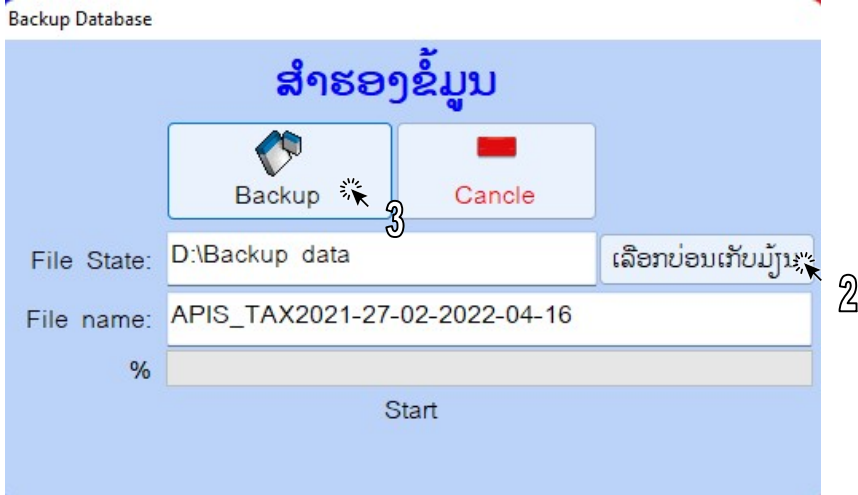 Backup Database
ສຳຮອງຂໍ້ມູນ
Backup
Cancle
3
File State: D:\Backup data ເລືອກບ່ອນເກັບມ້ຽນ
2
File name: APIS_TAX2021-27-02-2022-04-16
%
Start